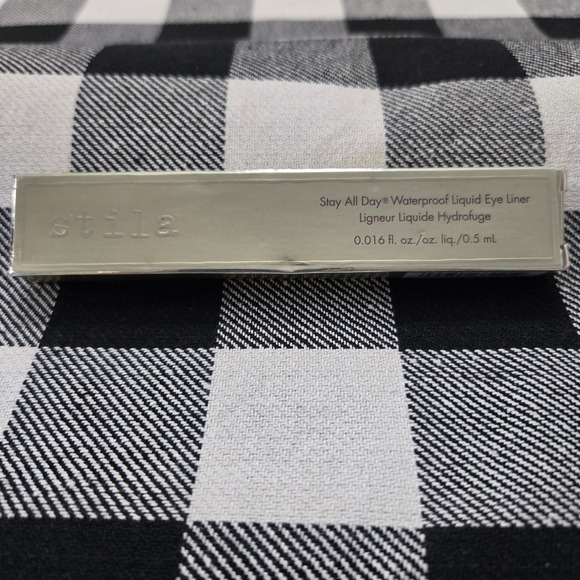 stila
Stay All Day® Waterproof Liquid Eye Liner
Ligneur Liquide Hydrofuge
0.016 fl. oz./oz. liq./0.5 mL